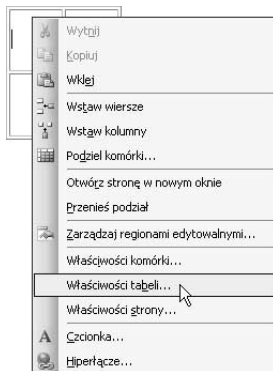 Wytnij
Kopiuj
Wklej
Wstaw wiersze
Wstaw kolumny
Podziel komórki...
Otwórz stronę w nowym oknie
Przenieś podział
Zarządzaj regionami edytowalnymi...
Właściwości komórki...
Właściwości tabeli...
Właściwości strony...
Czcionka...
Hiperłącze...